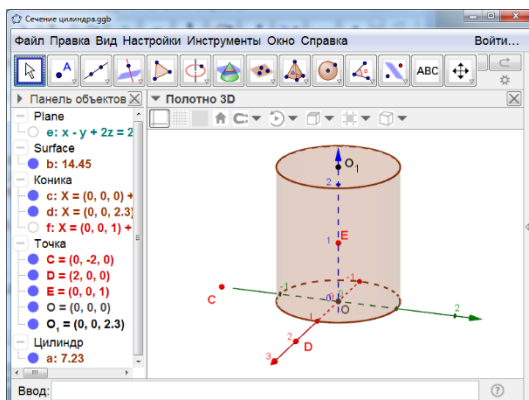 Сечение цилиндра.ggb
Файл Правка Вид Настройки Инструменты Окно Справка Войти...
ABC
Панель объектов
Полотно 3D
Plane
e: x - y + 2z = 2
Surface
b: 14.45
Коника
c: X = (0, 0, 0) +
d: X = (0, 0, 2.3)
f: X = (0, 0, 1) +
Точка
C = (0, -2, 0)
D = (2, 0, 0)
E = (0, 0, 1)
O = (0, 0, 0)
O₁ = (0, 0, 2.3)
Цилиндр
a: 7.23
O₁
2
E
1
C
-1
-1
0
O
1
2
2
D
3
Ввод: